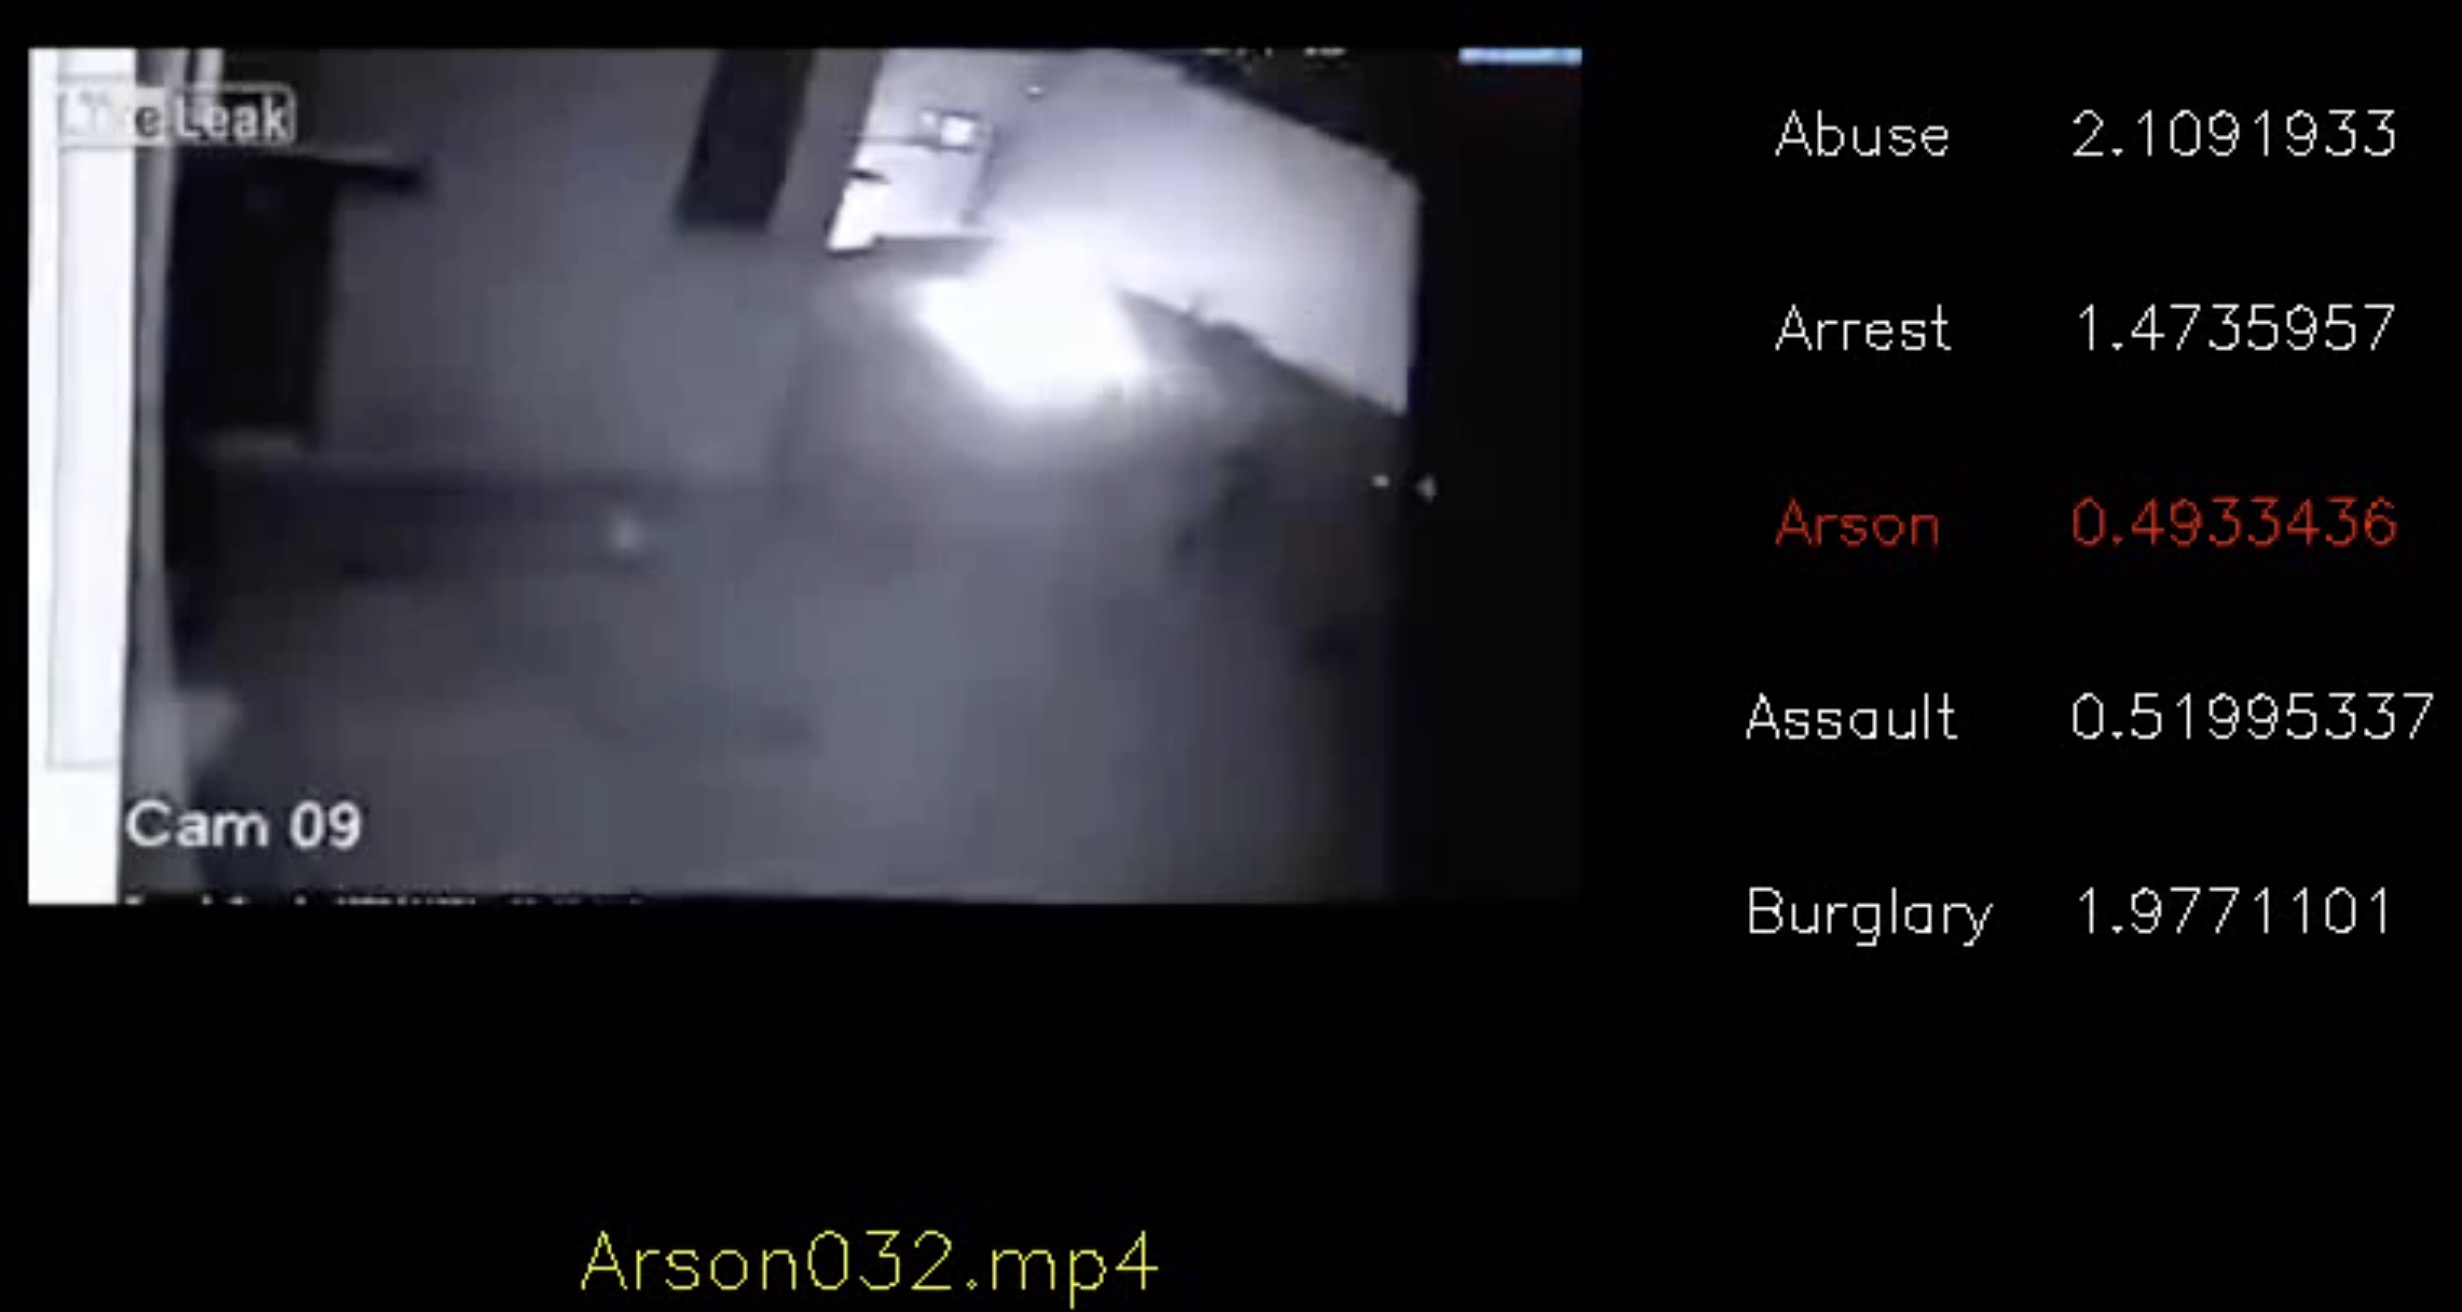 Leak
Abuse 2.1091933
Arrest 1.4735957
Arson 0.4933436
Assault 0.51995337
Cam 09
Burglary 1.9771101
Arson032.mp4